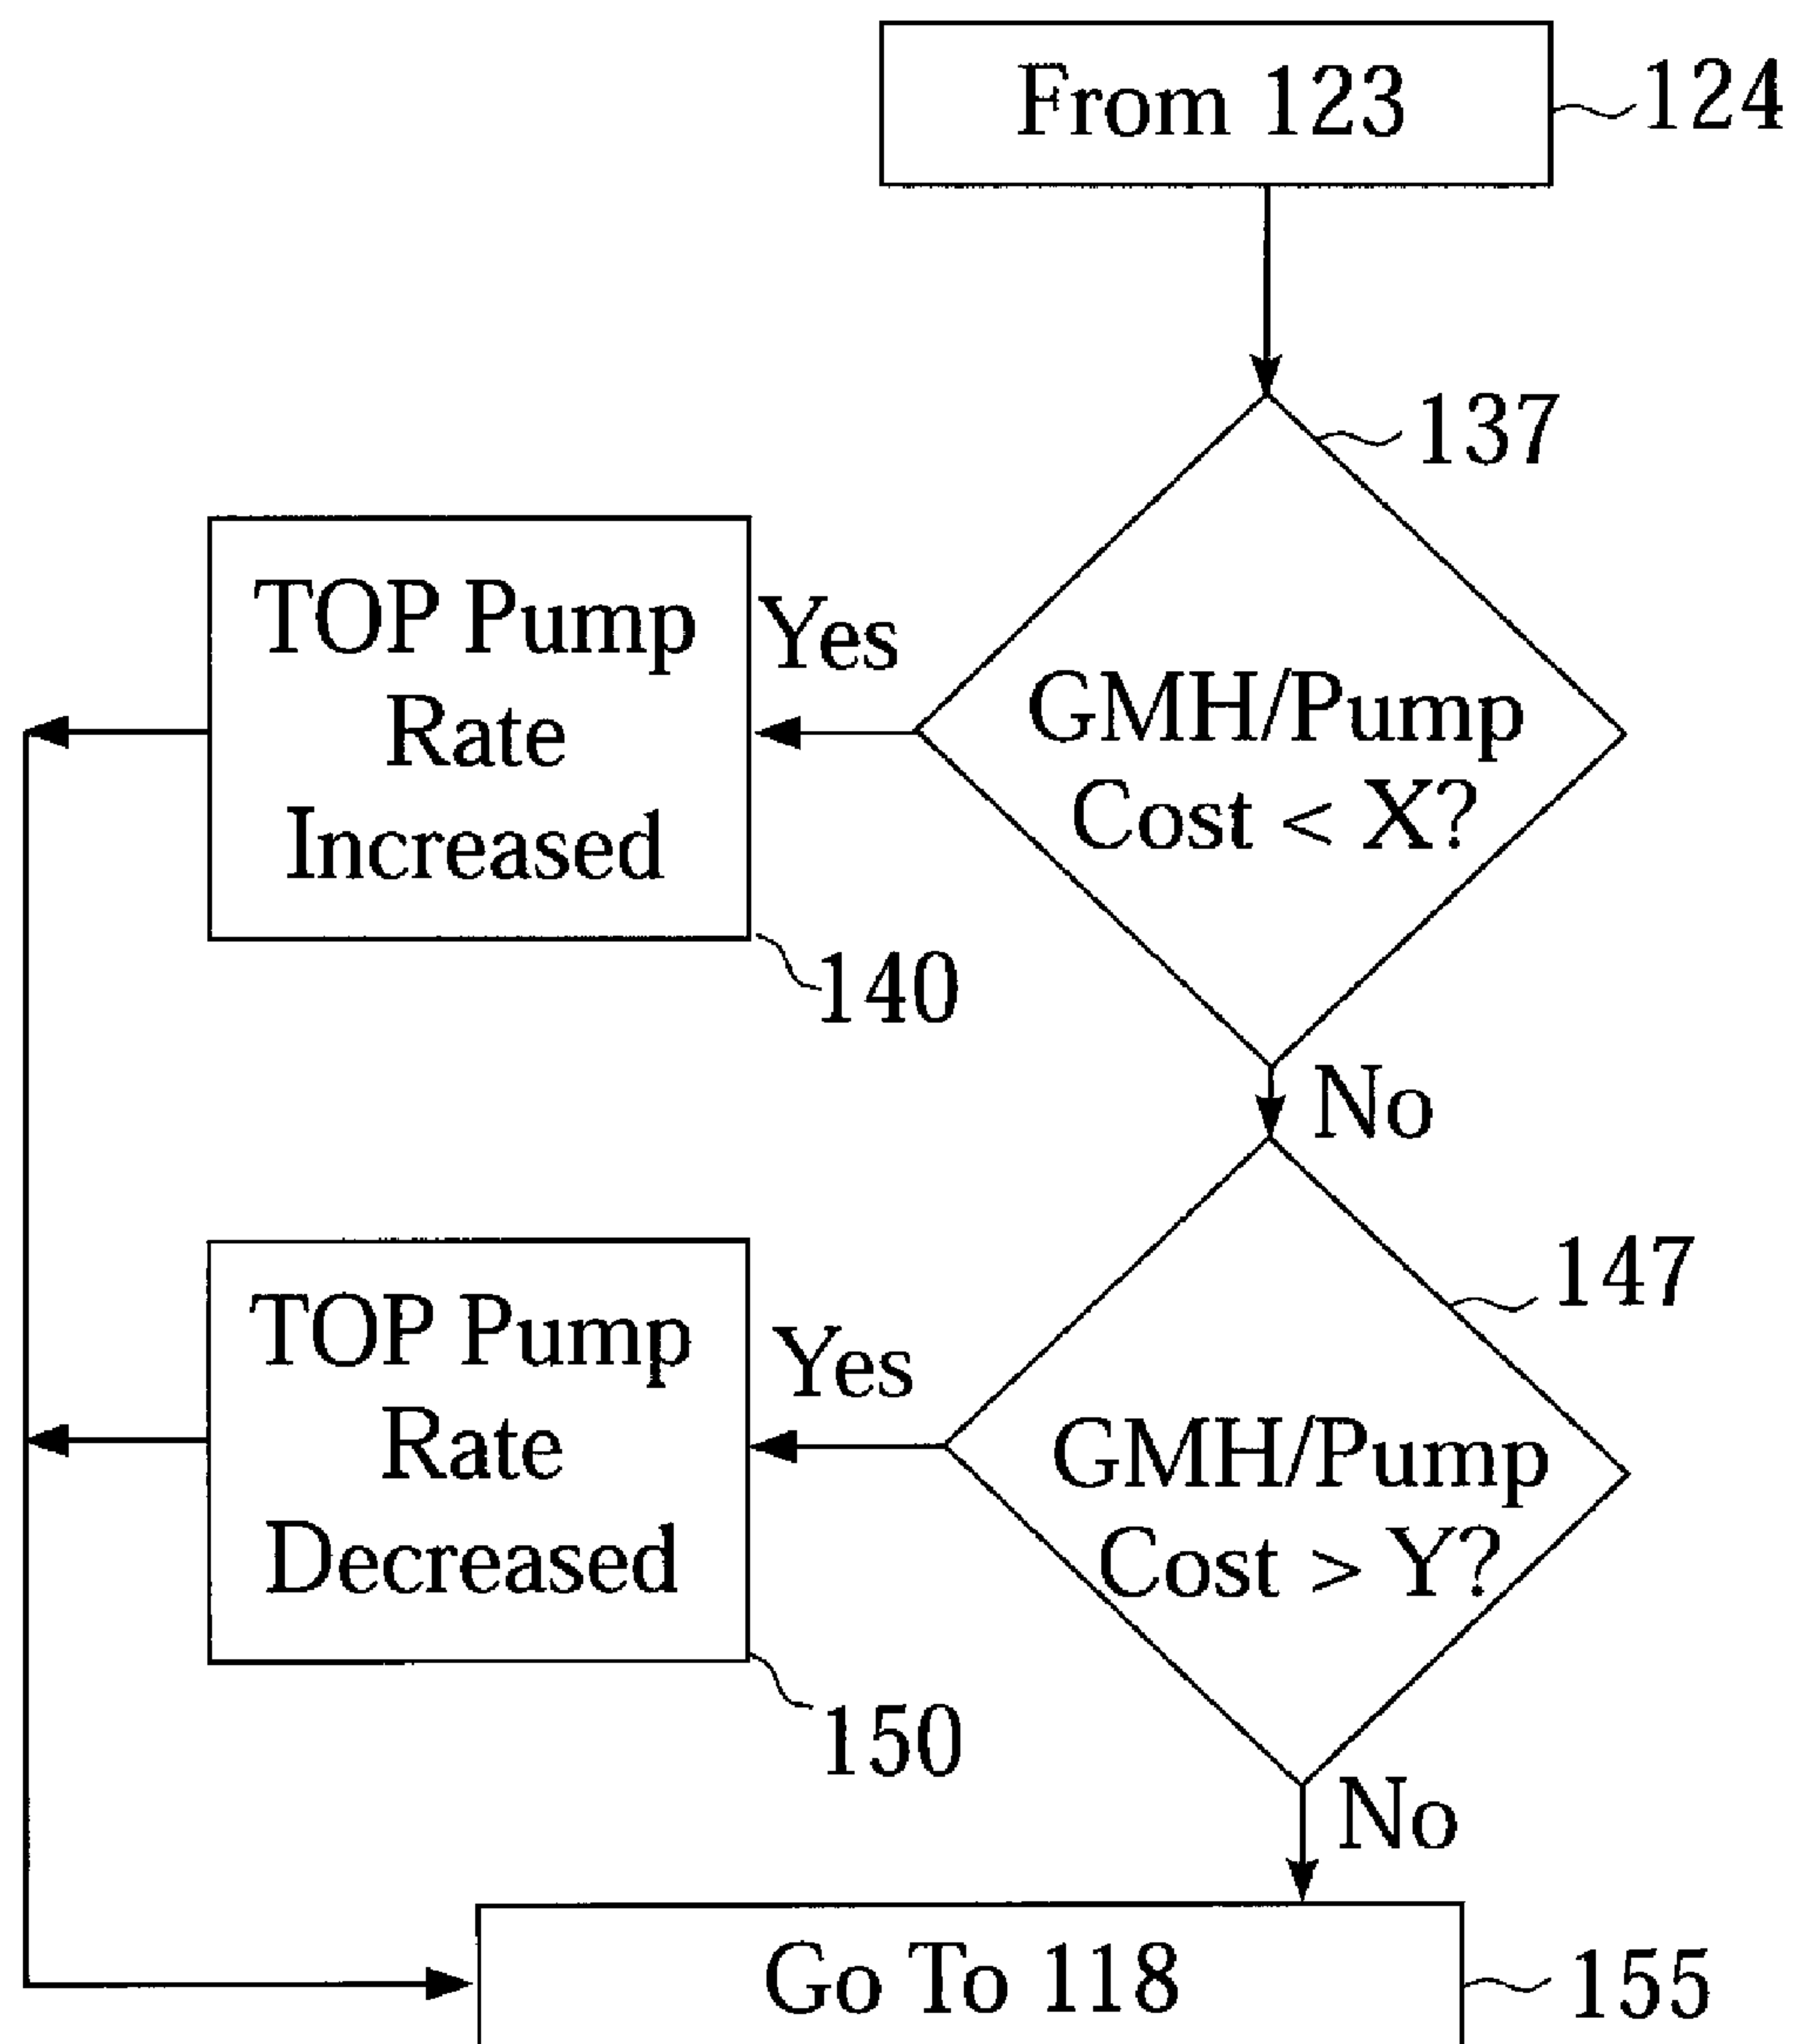 From 123
124
137
TOP Pump
Rate
Increased
Yes
GMH/Pump
Cost < X?
140
No
147
TOP Pump
Rate
Decreased
Yes
GMH/Pump
Cost > Y?
150
No
Go To 118
155